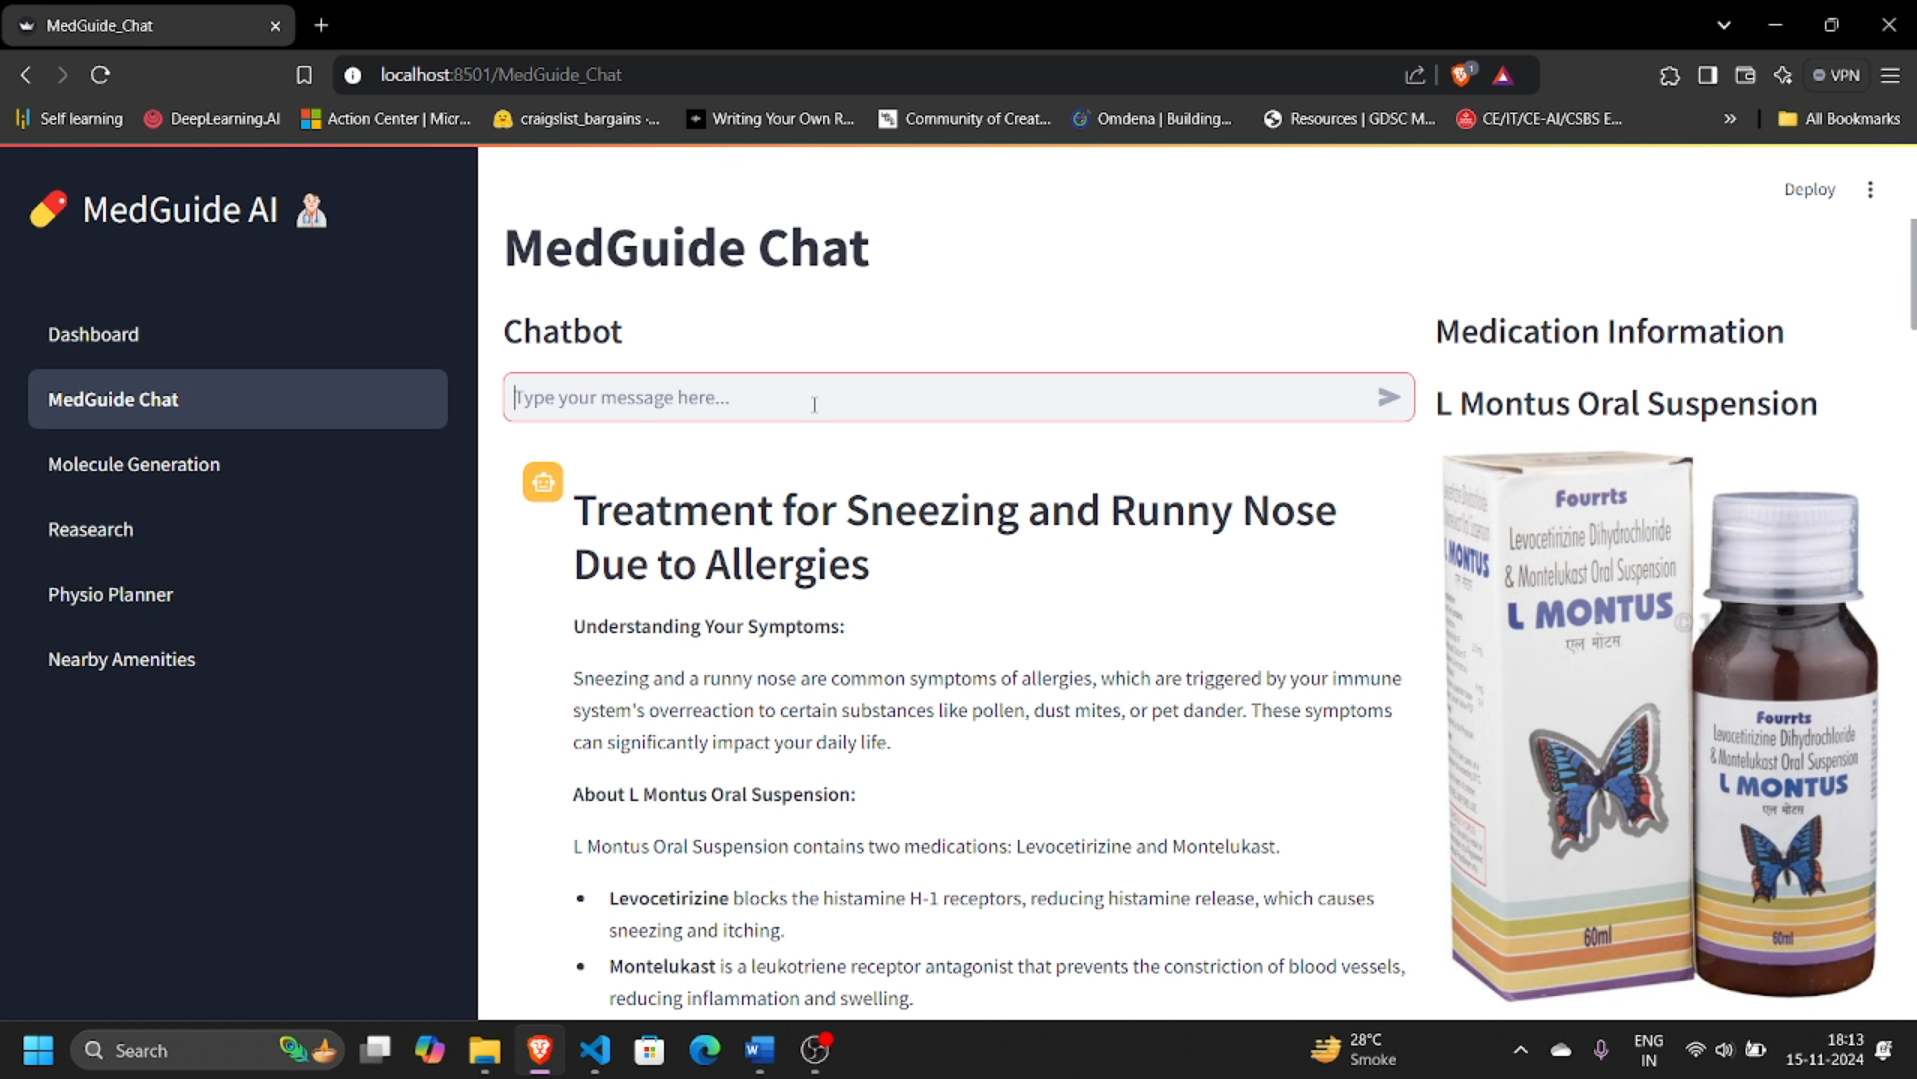 MedGuide_Chat
localhost:8501/MedGuide_Chat
1
VPN
Self learning
DeepLearning.AI
Action Center | Micr...
craigslist_bargains -...
Writing Your Own R...
Community of Creat...
Omdena | Building...
Resources | GDSC M...
CE/IT/CE-AI/CSBS E...
»
All Bookmarks
MedGuide AI
Dashboard
MedGuide Chat
Molecule Generation
Reasearch
Physio Planner
Nearby Amenities
Deploy
MedGuide Chat
Chatbot
Type your message here...
Treatment for Sneezing and Runny Nose
Due to Allergies
Understanding Your Symptoms:
Sneezing and a runny nose are common symptoms of allergies, which are triggered by your immune
system's overreaction to certain substances like pollen, dust mites, or pet dander. These symptoms
can significantly impact your daily life.
About L Montus Oral Suspension:
L Montus Oral Suspension contains two medications: Levocetirizine and Montelukast.
• Levocetirizine blocks the histamine H-1 receptors, reducing histamine release, which causes
sneezing and itching.
• Montelukast is a leukotriene receptor antagonist that prevents the constriction of blood vessels,
reducing inflammation and swelling.
Medication Information
L Montus Oral Suspension
Fourrts
Levocetirizine Dihydrochloride
& Montelukast Oral Suspension
L MONTUS
एल मोंटस
60ml
L MONTUS
Fourrts
Levocetirizine Dihydrochloride
& Montelukast Oral Suspension
L MONTUS
एल मोंटस
60ml
Search
28°C
Smoke
ENG
IN
18:13
15-11-2024